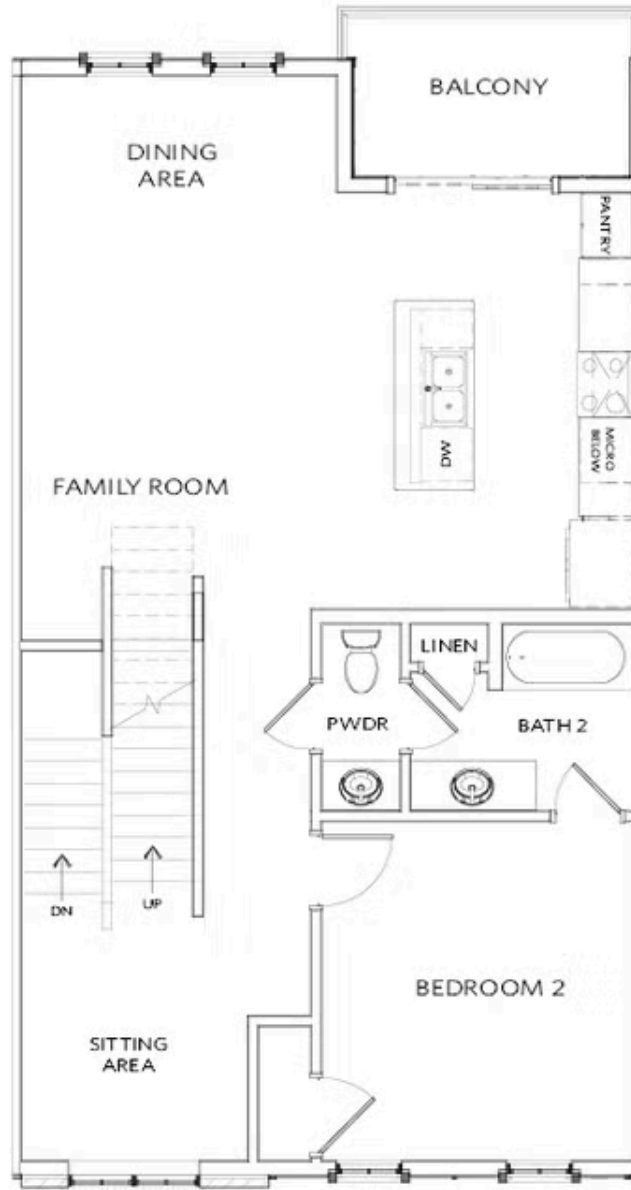 BALCONY
DINING
AREA
PANTRY
DW
MICRO
BELOW
FAMILY ROOM
LINEN
PWDR
BATH 2
DN
UP
BEDROOM 2
SITTING
AREA